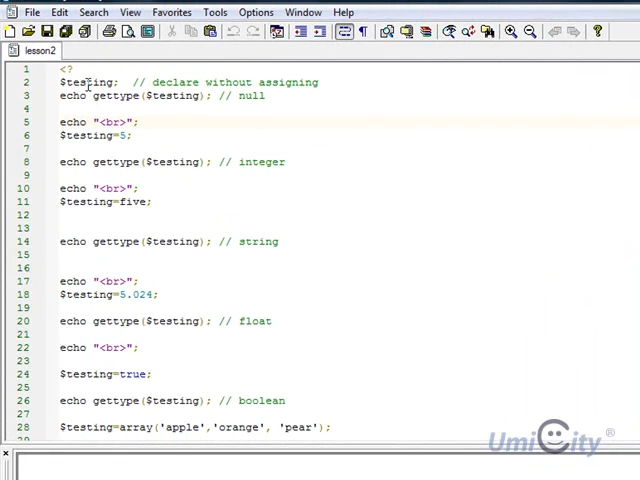 File Edit Search View Favorites Tools Options Window Help
lesson2
1 <?
2 $testing; // declare without assigning
3 echo gettype($testing); // null
4
5 echo "<br>";
6 $testing=5;
7
8 echo gettype($testing); // integer
9
10 echo "<br>";
11 $testing=five;
12
13
14 echo gettype($testing); // string
15
16
17 echo "<br>";
18 $testing=5.024;
19
20 echo gettype($testing); // float
21
22 echo "<br>";
23
24 $testing=true;
25
26 echo gettype($testing); // boolean
27
28 $testing=array('apple','orange', 'pear');
29
UmiCity®